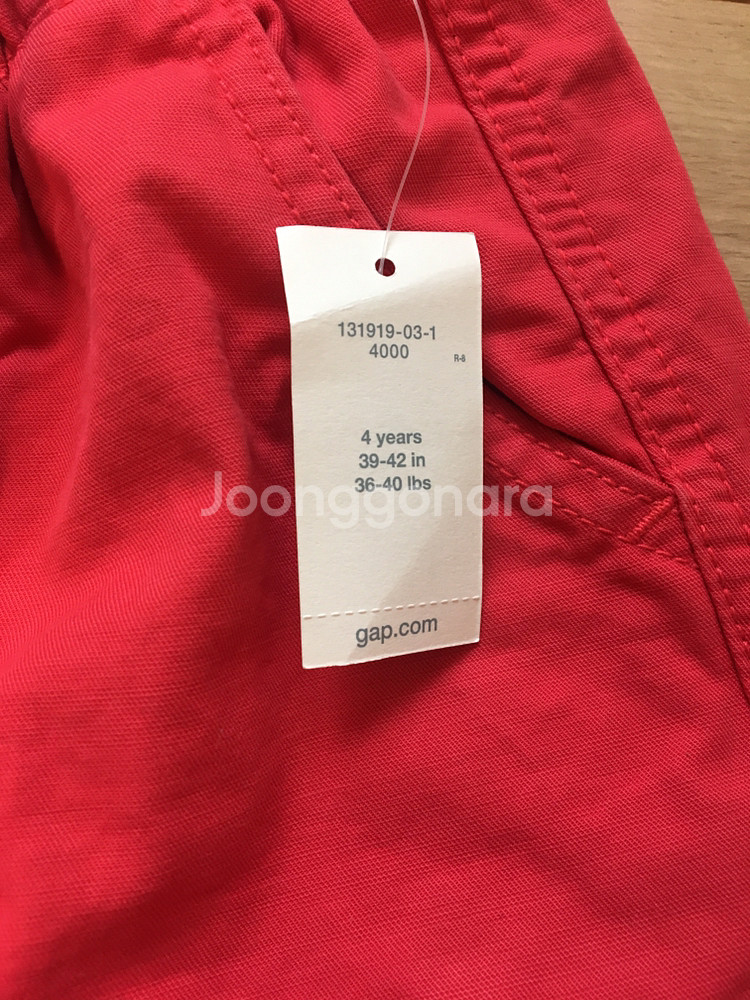 131919-03-1
4000
R-8
4 years
39-42 in
36-40 lbs
Joonggonara
gap.com